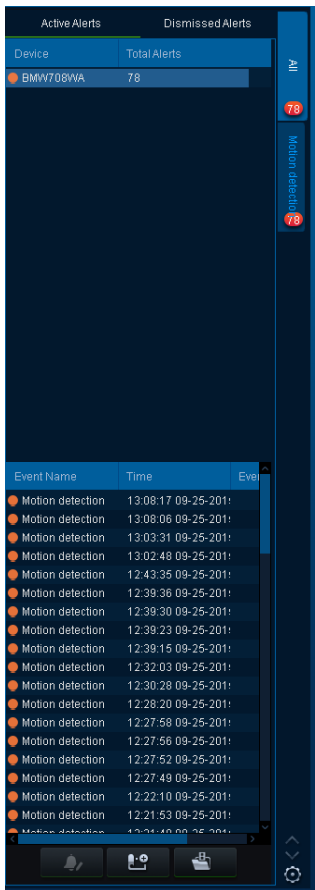 Active Alerts Dismissed Alerts
Device Total Alerts
BMW708WA 78
All
78
Motion detectio
78
Event Name Time Eve
Motion detection 13:08:17 09-25-201
Motion detection 13:08:06 09-25-201
Motion detection 13:03:31 09-25-201
Motion detection 13:02:48 09-25-201
Motion detection 12:43:35 09-25-201
Motion detection 12:39:36 09-25-201
Motion detection 12:39:30 09-25-201
Motion detection 12:39:23 09-25-201
Motion detection 12:39:15 09-25-201
Motion detection 12:32:03 09-25-201
Motion detection 12:30:28 09-25-201
Motion detection 12:28:20 09-25-201
Motion detection 12:27:58 09-25-201
Motion detection 12:27:56 09-25-201
Motion detection 12:27:52 09-25-201
Motion detection 12:27:49 09-25-201
Motion detection 12:22:10 09-25-201
Motion detection 12:21:53 09-25-201
Motion detection